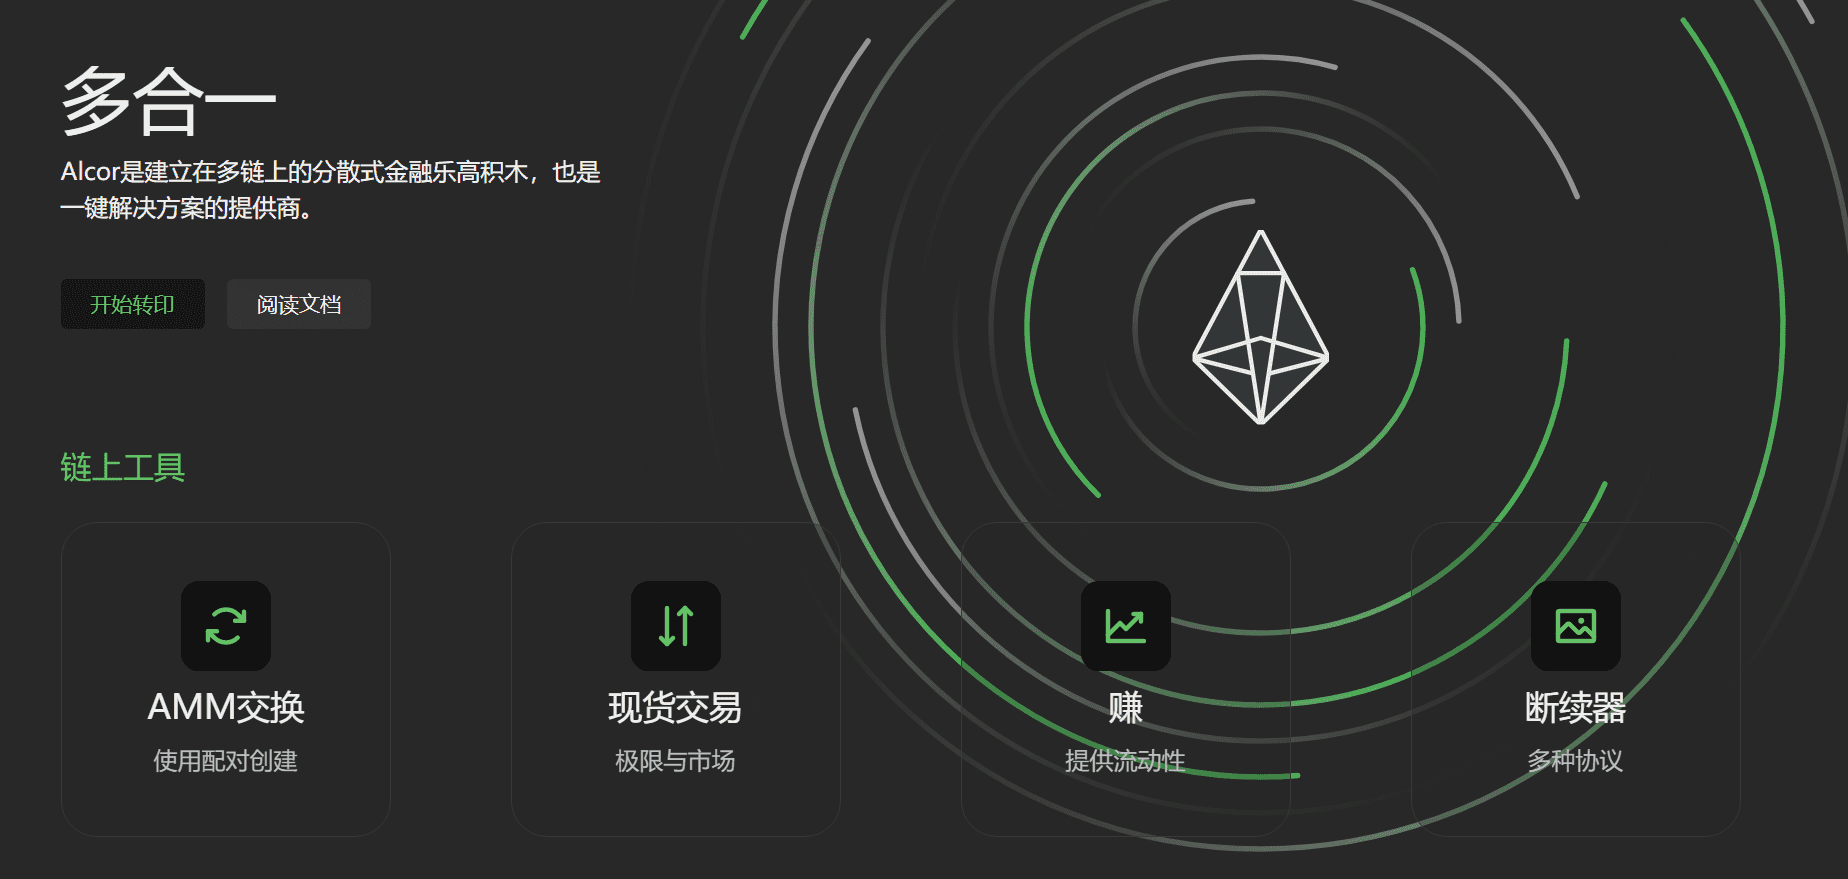 多合一
Alcor是建立在多链上的分散式金融乐高积木，也是
一键解决方案的提供商。
开始转印
阅读文档
链上工具
AMM交换
使用配对创建
现货交易
极限与市场
赚
提供流动性
断续器
多种协议